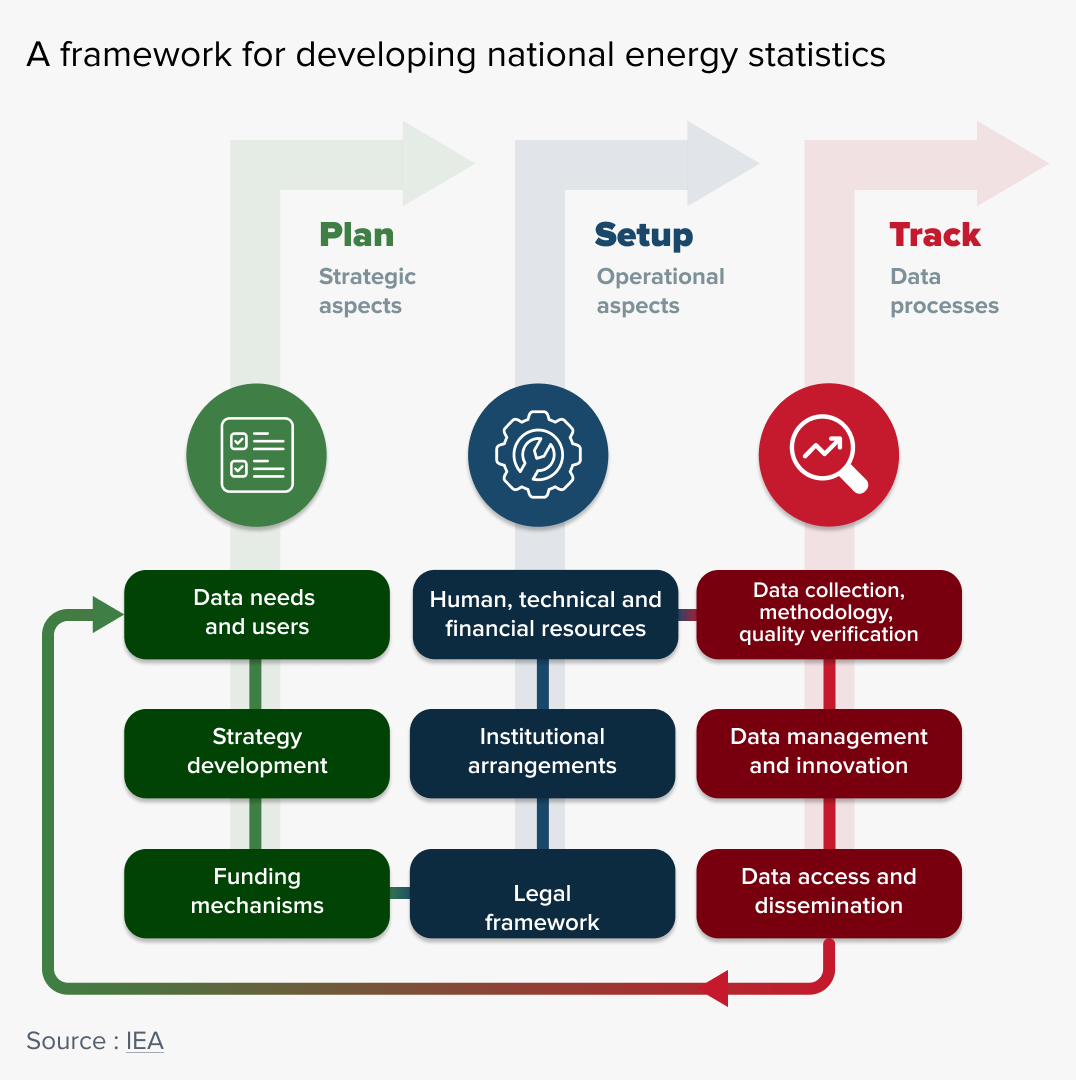 A framework for developing national energy statistics
Plan
Strategic
aspects
Setup
Operational
aspects
Track
Data
processes
Data needs
and users
Strategy
development
Funding
mechanisms
Human, technical and
financial resources
Institutional
arrangements
Legal
framework
Data collection,
methodology,
quality verification
Data management
and innovation
Data access and
dissemination
Source : IEA